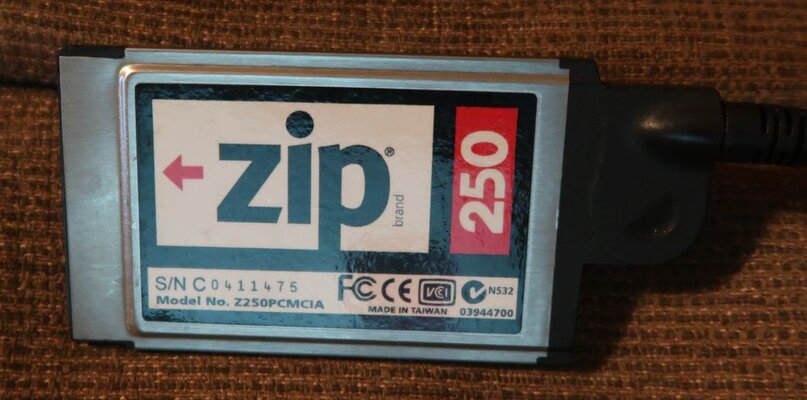 zip®
brand
250
S/N C0411475
Model No. Z250PCMCIA
FC CE VCI N532
MADE IN TAIWAN 03944700